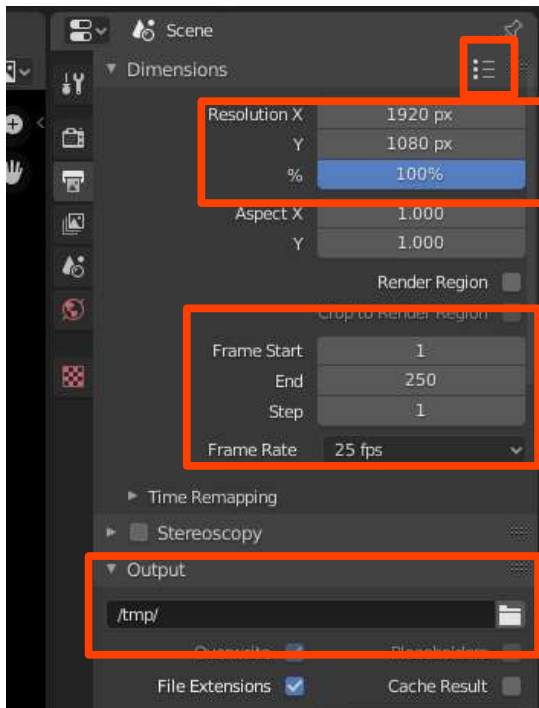 Scene
Dimensions
Resolution X 1920 px
Y 1080 px
% 100%
Aspect X 1.000
Y 1.000
Render Region
Crop to Render Region
Frame Start 1
End 250
Step 1
Frame Rate 25 fps
Time Remapping
Stereoscopy
Output
/tmp/
Overwrite Placeholders
File Extensions Cache Result